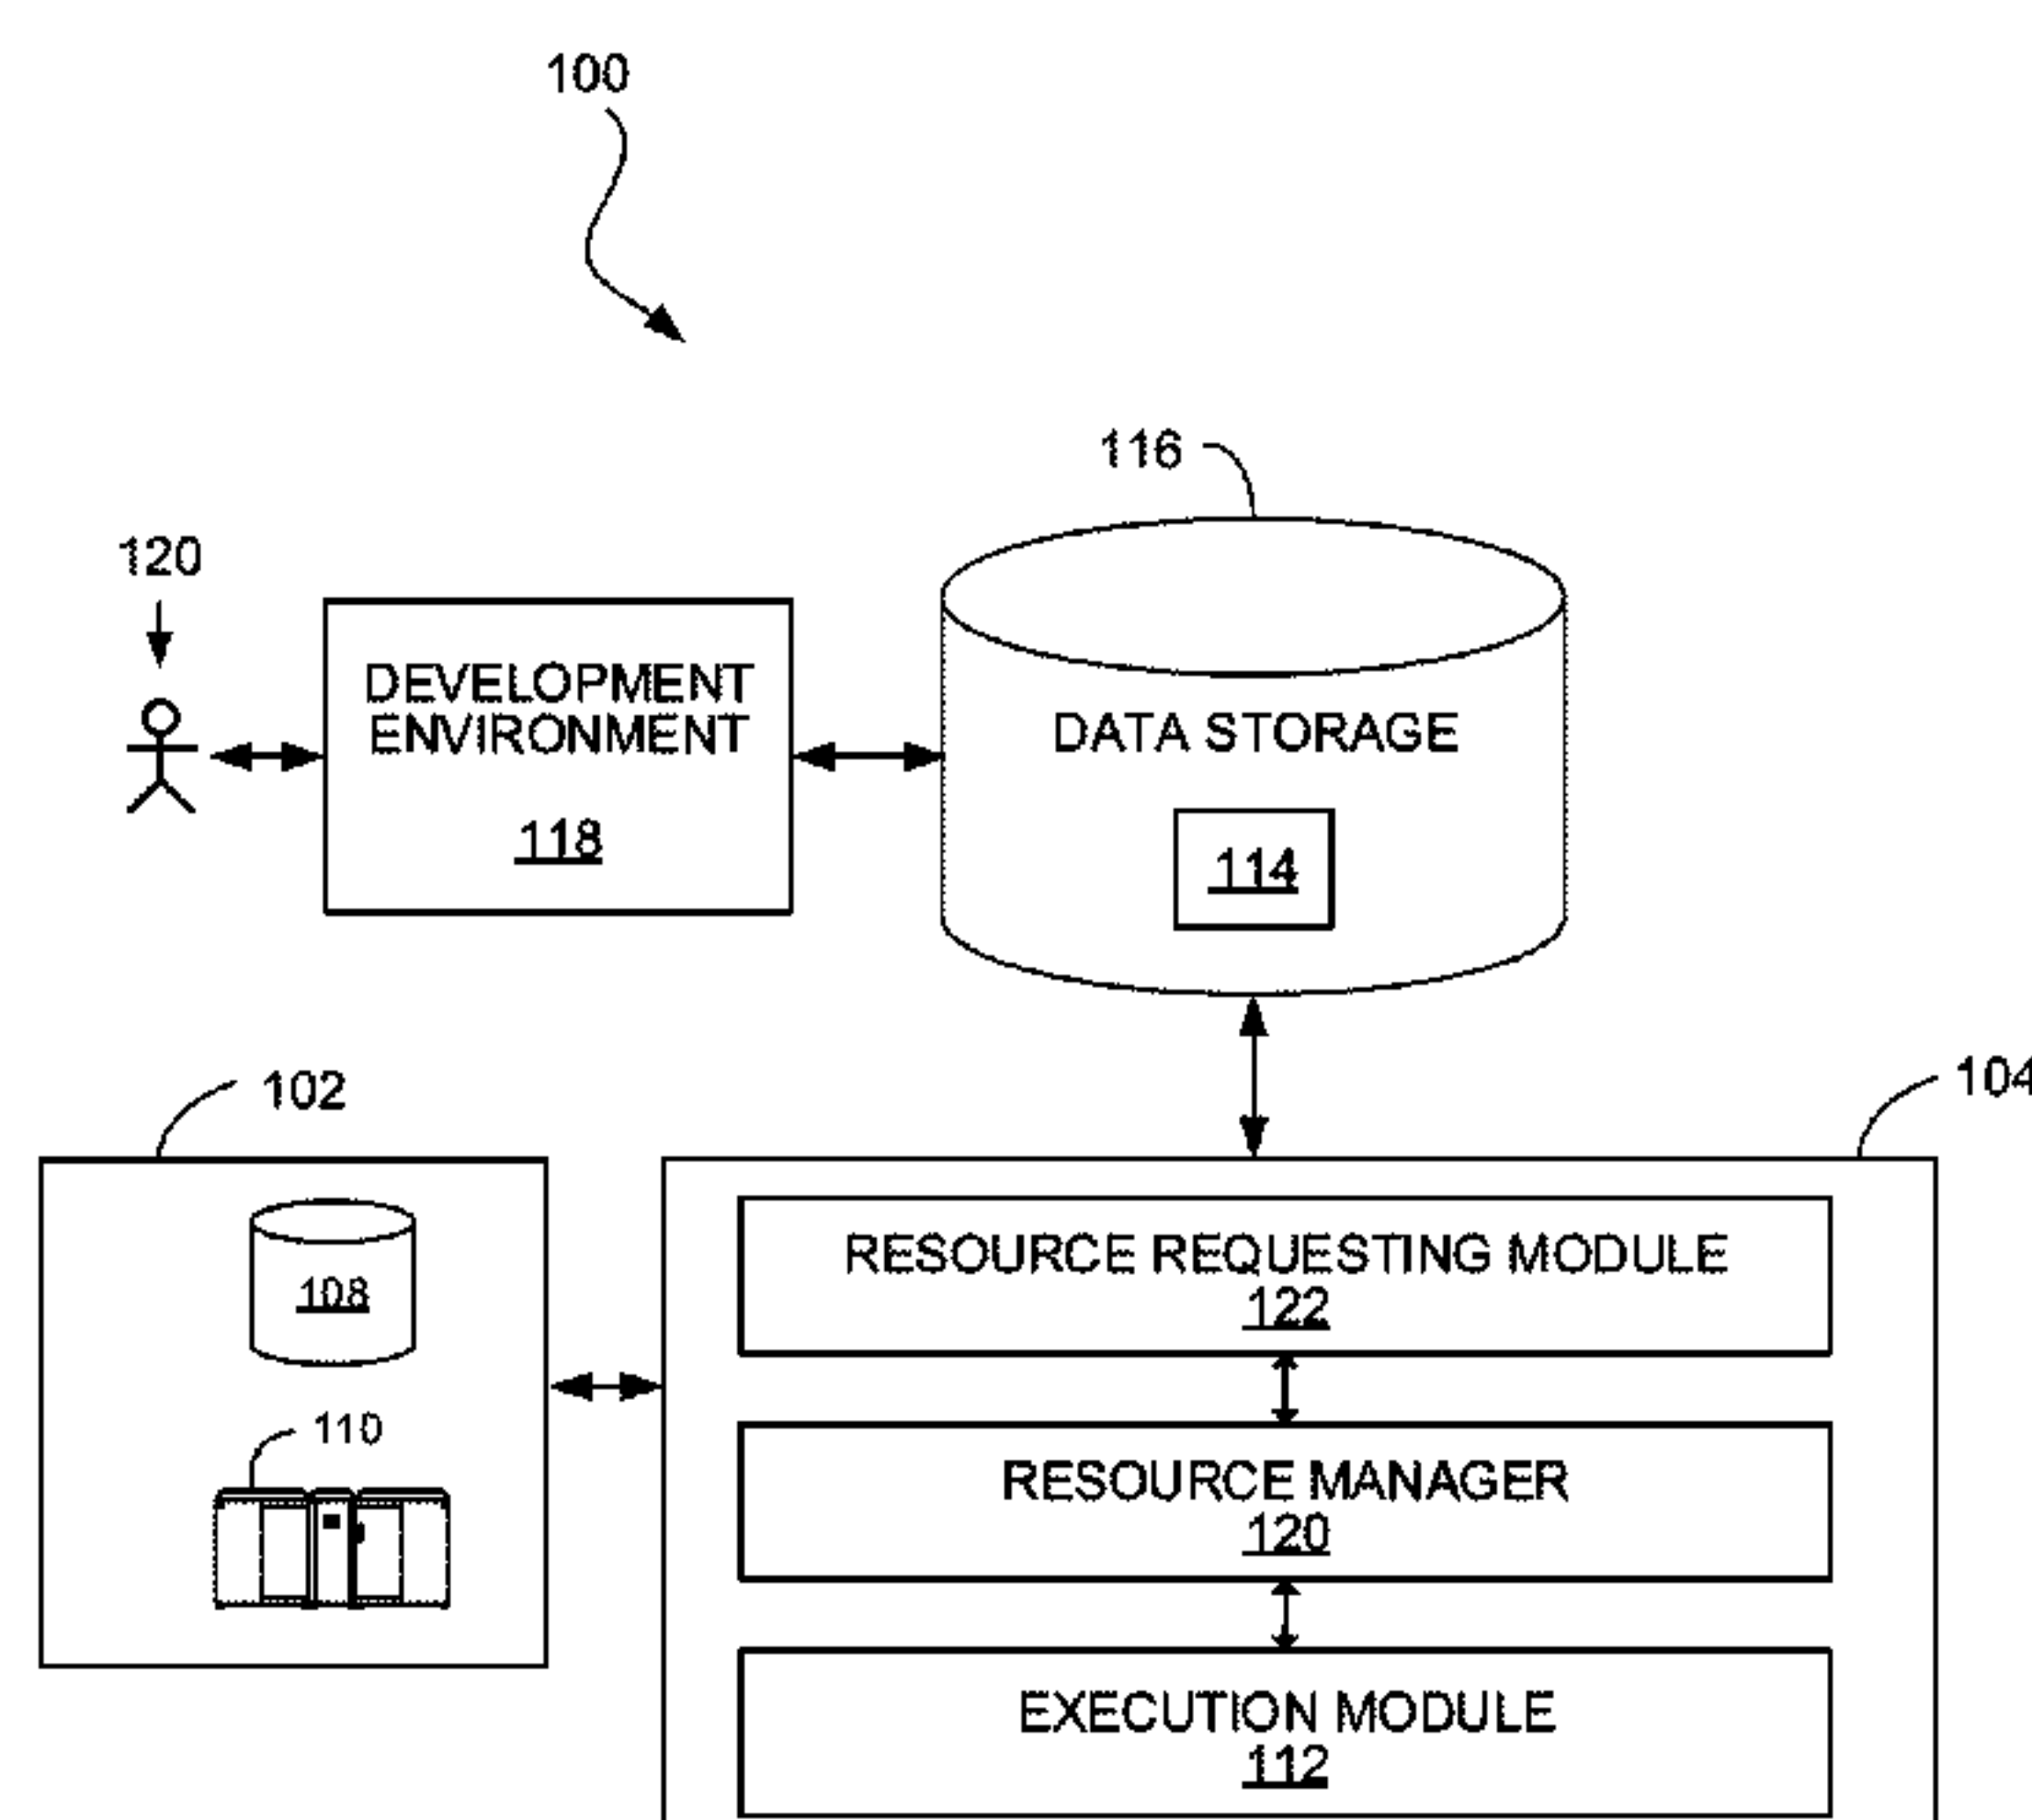 100
116
120
DEVELOPMENT
ENVIRONMENT
118
DATA STORAGE
114
102
104
108
110
RESOURCE REQUESTING MODULE
122
RESOURCE MANAGER
120
EXECUTION MODULE
112